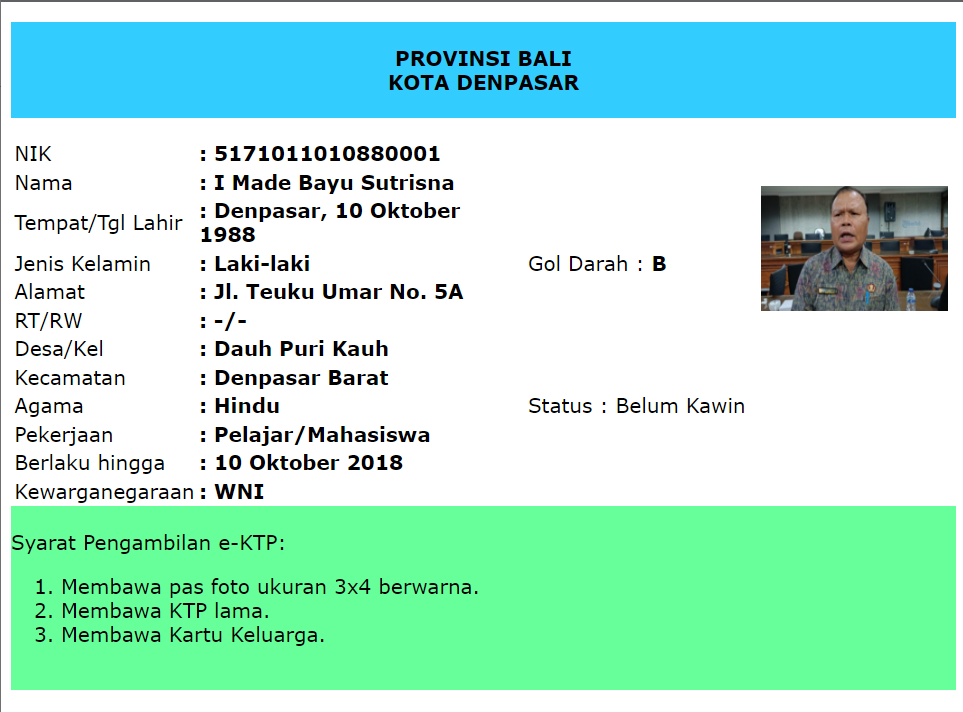 PROVINSI BALI
KOTA DENPASAR
NIK : 5171011010880001
Nama : I Made Bayu Sutrisna
Tempat/Tgl Lahir : Denpasar, 10 Oktober
1988
Jenis Kelamin : Laki-laki Gol Darah : B
Alamat : Jl. Teuku Umar No. 5A
RT/RW : -/-
Desa/Kel : Dauh Puri Kauh
Kecamatan : Denpasar Barat
Agama : Hindu Status : Belum Kawin
Pekerjaan : Pelajar/Mahasiswa
Berlaku hingga : 10 Oktober 2018
Kewarganegaraan : WNI
Syarat Pengambilan e-KTP:
1. Membawa pas foto ukuran 3x4 berwarna.
2. Membawa KTP lama.
3. Membawa Kartu Keluarga.